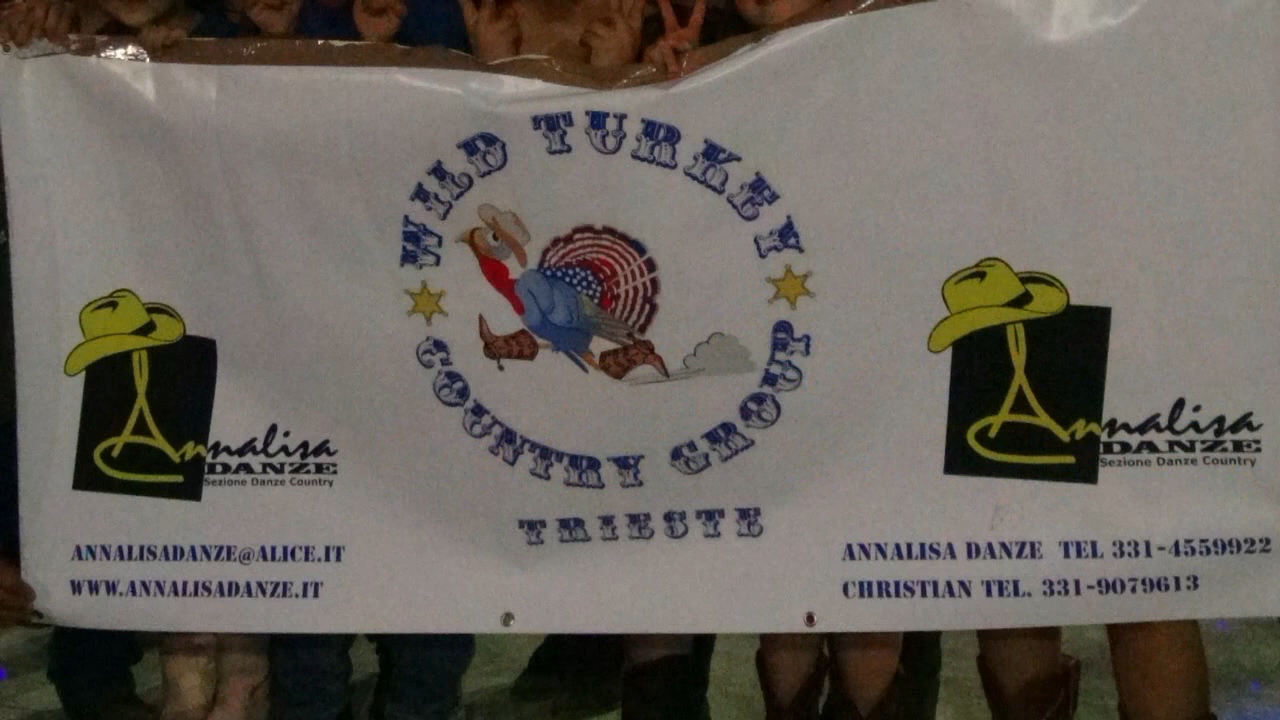 WILD TURKEY
COUNTRY GROUP
TRIESTE
Annalisa
DANZE
Sezione Danze Country
ANNALISADANZE@ALICE.IT
WWW.ANNALISADANZE.IT
Annalisa
DANZE
Sezione Danze Country
ANNALISA DANZE TEL 331-4559922
CHRISTIAN TEL. 331-9079613